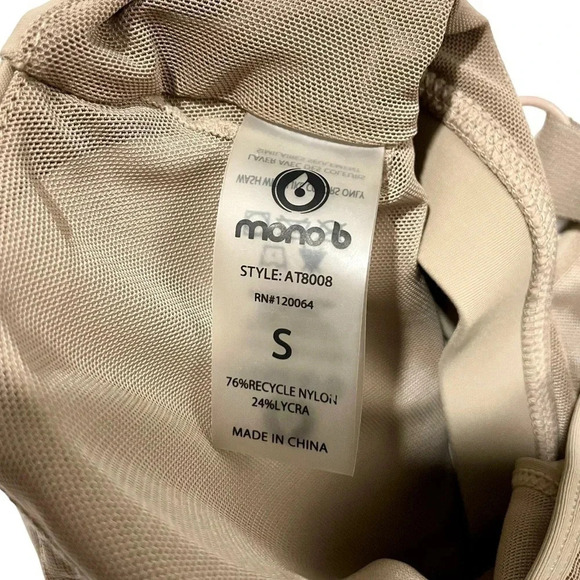 mono b
STYLE: AT8008
RN#120064
S
76%RECYCLE NYLON
24%LYCRA
MADE IN CHINA